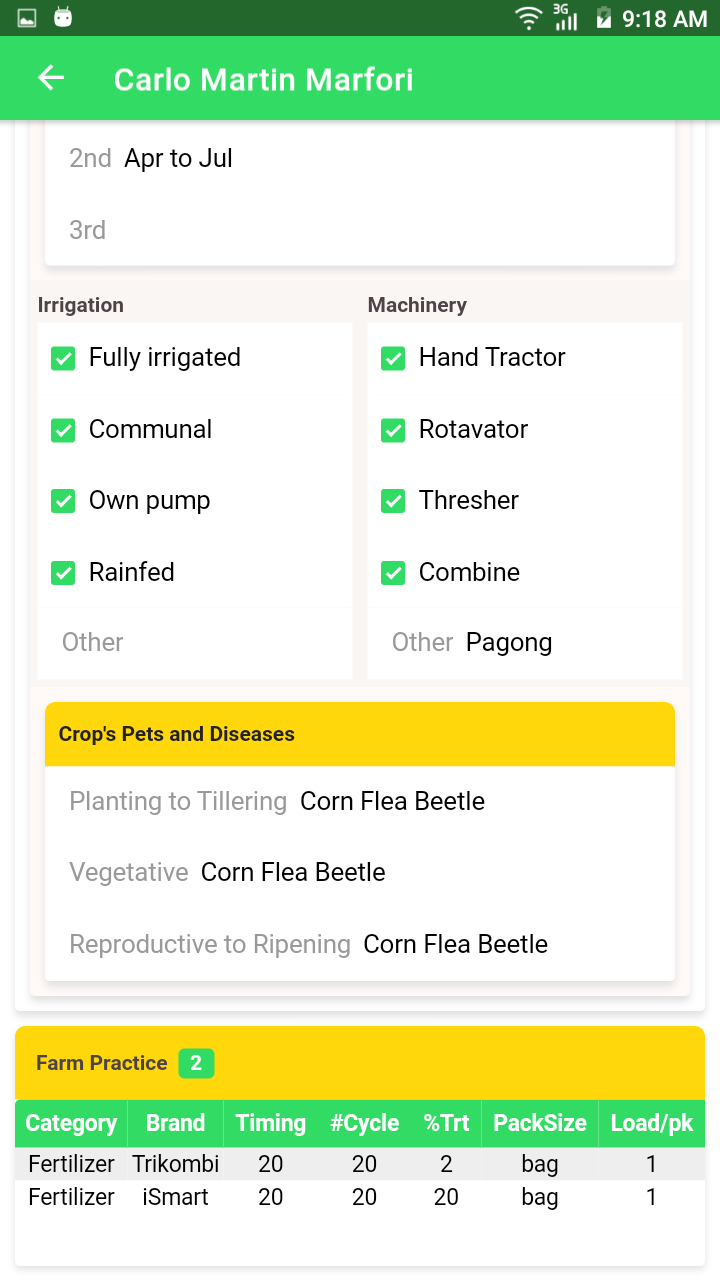 3G 9:18 AM
Carlo Martin Marfori
2nd Apr to Jul
3rd
Irrigation
Fully irrigated
Communal
Own pump
Rainfed
Other
Machinery
Hand Tractor
Rotavator
Thresher
Combine
Other Pagong
Crop's Pets and Diseases
Planting to Tillering Corn Flea Beetle
Vegetative Corn Flea Beetle
Reproductive to Ripening Corn Flea Beetle
Farm Practice 2
Category Brand Timing #Cycle %Trt PackSize Load/pk
Fertilizer Trikombi 20 20 2 bag 1
Fertilizer iSmart 20 20 20 bag 1